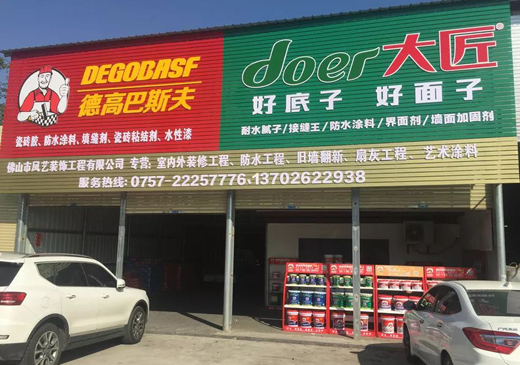 DEGOBASF
德高巴斯夫
瓷砖胶、防水涂料、填缝剂、瓷砖粘结剂、水性漆
doer大匠®
好底子 好面子
耐水腻子/接缝王/防水涂料/界面剂/墙面加固剂
佛山市风艺装饰工程有限公司 专营:室内外装修工程、防水工程、旧墙翻新、扇灰工程、艺术涂料
服务热线:0757-22257776、13702622938